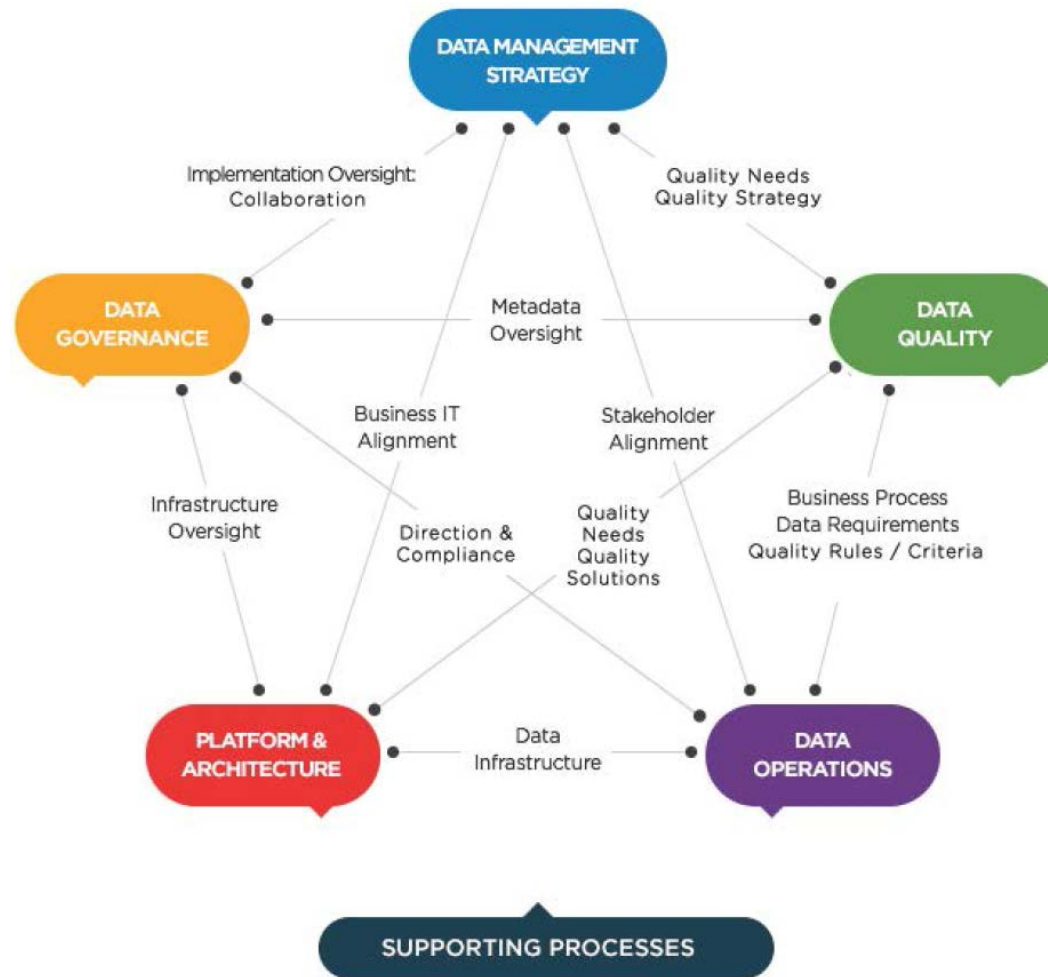 DATA MANAGEMENT
STRATEGY
Implementation Oversight:
Collaboration
Quality Needs
Quality Strategy
DATA
GOVERNANCE
Metadata
Oversight
DATA
QUALITY
Business IT
Alignment
Stakeholder
Alignment
Infrastructure
Oversight
Direction &
Compliance
Quality
Needs
Quality
Solutions
Business Process
Data Requirements
Quality Rules / Criteria
PLATFORM &
ARCHITECTURE
Data
Infrastructure
DATA
OPERATIONS
SUPPORTING PROCESSES